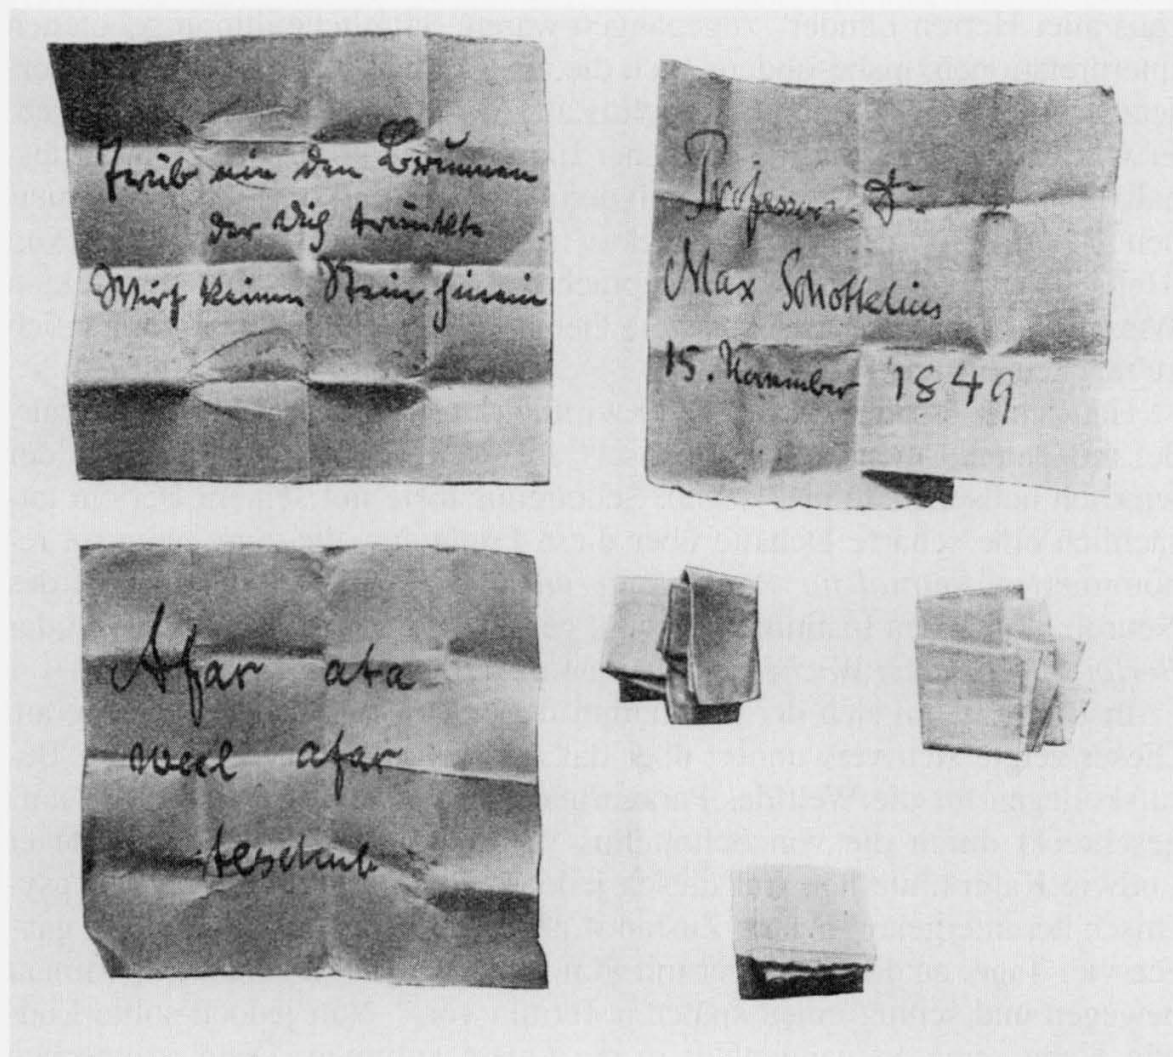 Trüb nie den Brunnen
der Dich tränkte
Wirf keinen Stein hinein
Professor Dr.
Max Schottelius
15. November 1849
Afar ata
weel afar
teschub